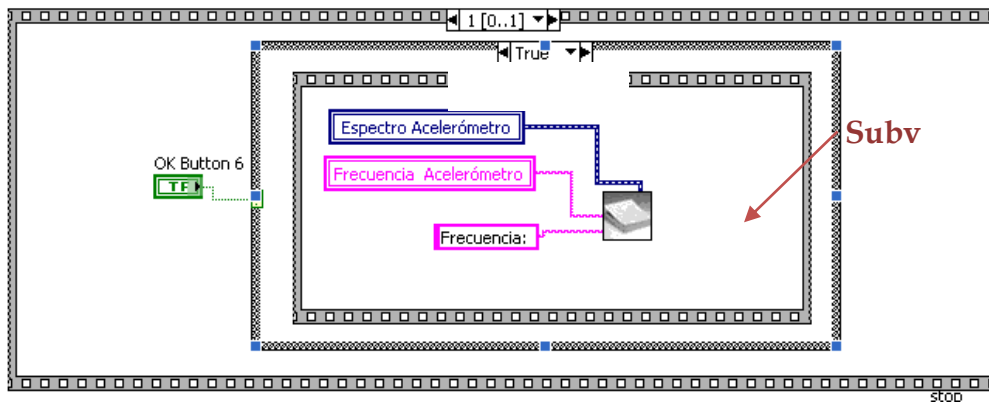 1 [0..1]
True
Espectro Acelerómetro
Subv
OK Button 6
Frecuencia Acelerómetro
TF
Frecuencia:
stop